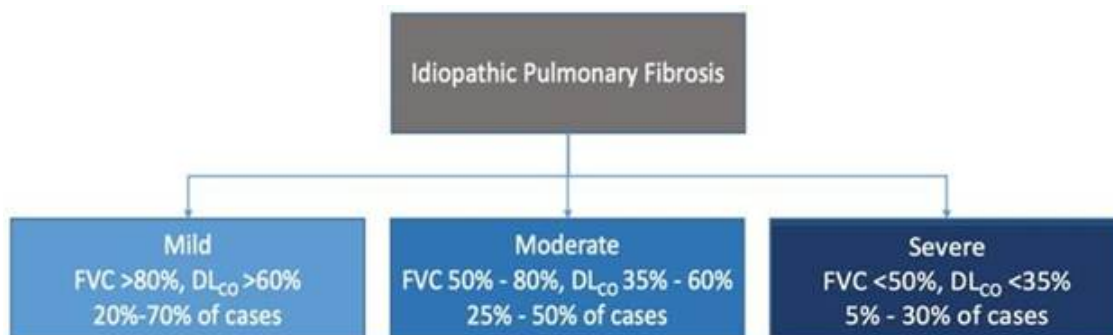 Idiopathic Pulmonary Fibrosis
Mild
FVC >80%, DLCO >60%
20%-70% of cases
Moderate
FVC 50% - 80%, DLCO 35% - 60%
25% - 50% of cases
Severe
FVC <50%, DLCO <35%
5% - 30% of cases